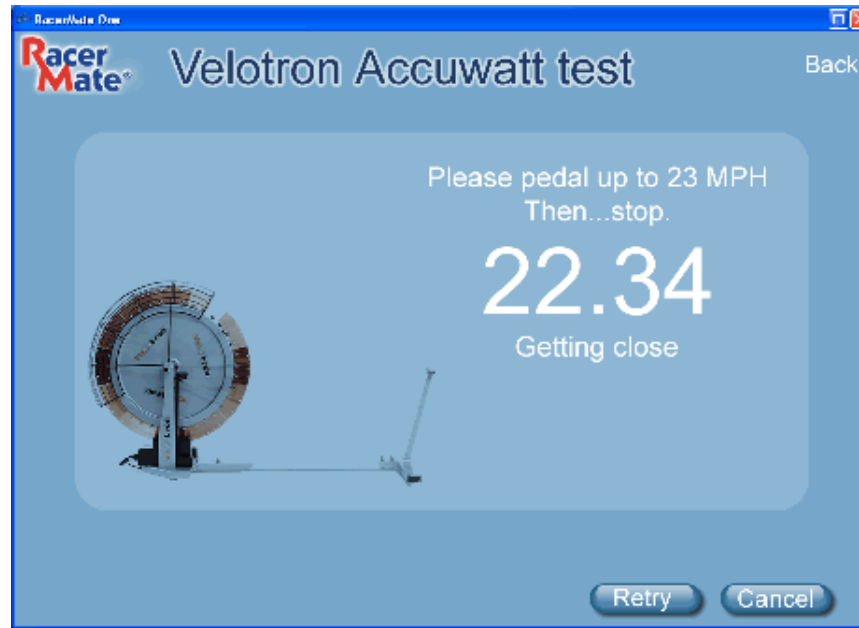 RacerMate One
Racer
Mate®
Velotron Accuwatt test
Back
Please pedal up to 23 MPH
Then...stop.
22.34
Getting close
Retry
Cancel